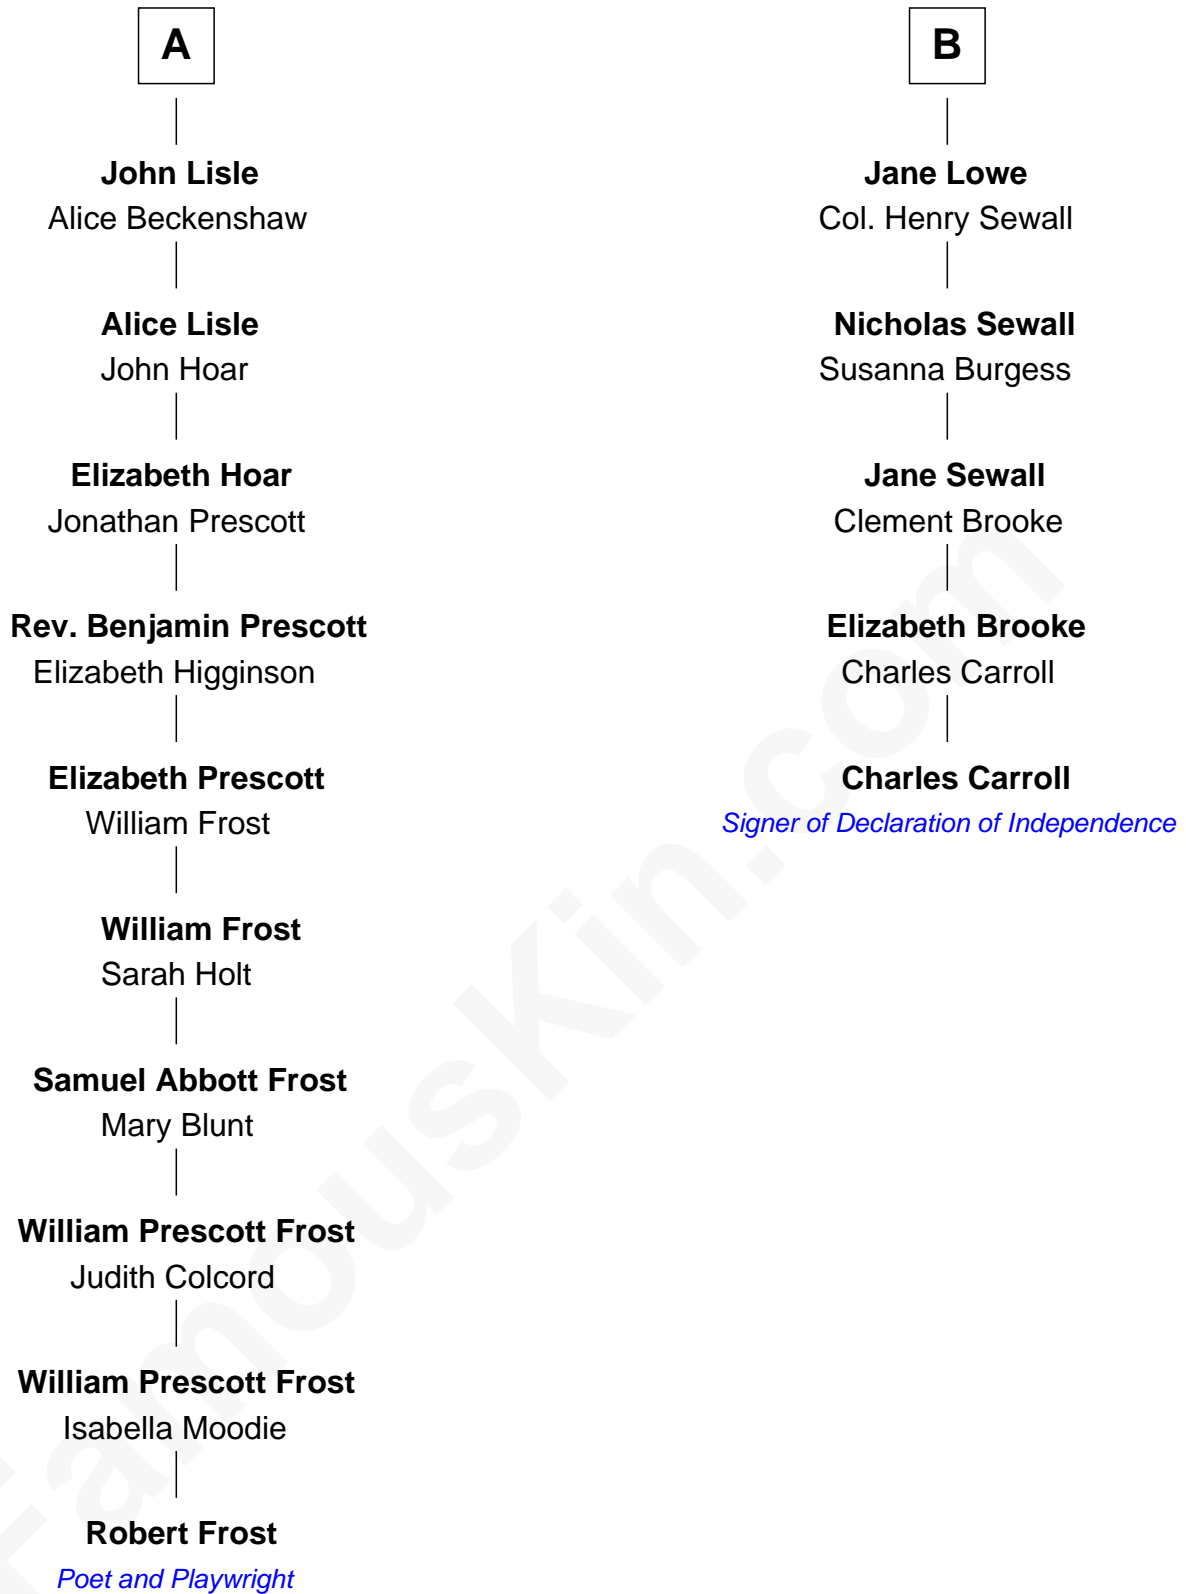 A
John Lisle
Alice Beckenshaw
Alice Lisle
John Hoar
Elizabeth Hoar
Jonathan Prescott
Rev. Benjamin Prescott
Elizabeth Higginson
Elizabeth Prescott
William Frost
William Frost
Sarah Holt
Samuel Abbott Frost
Mary Blunt
William Prescott Frost
Judith Colcord
William Prescott Frost
Isabella Moodie
Robert Frost
Poet and Playwright
B
Jane Lowe
Col. Henry Sewall
Nicholas Sewall
Susanna Burgess
Jane Sewall
Clement Brooke
Elizabeth Brooke
Charles Carroll
Charles Carroll
Signer of Declaration of Independence
FamousKin.com